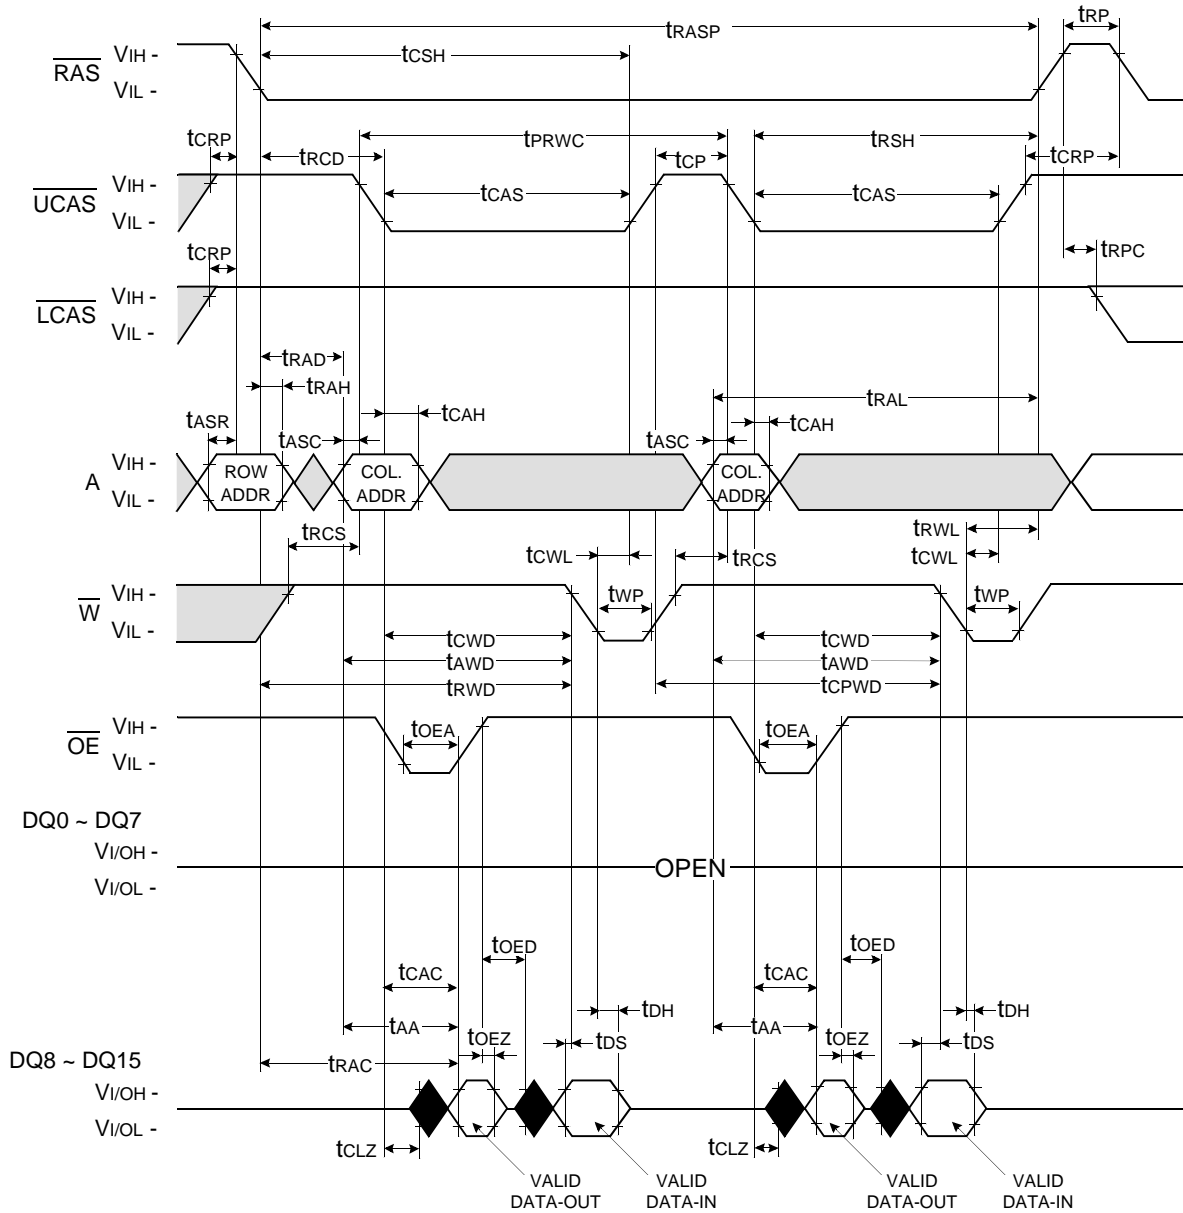 tRASP
tRP
tCSH
RAS
VIH -
VIL -
tCRP
tRCD
tPRWC
tCP
tRSH
tCRP
UCAS
VIH -
VIL -
tCAS
tCAS
tCRP
tRPC
LCAS
VIH -
VIL -
tRAD
tRAH
tASR
tASC
tCAH
tRAL
tASC
tCAH
A
VIH -
VIL -
ROW
ADDR
COL.
ADDR
COL.
ADDR
tRCS
tCWL
tRCS
tRWL
tCWL
W
VIH -
VIL -
tWP
tWP
tCWD
tCWD
tAWD
tAWD
tRWD
tCPWD
OE
VIH -
VIL -
tOEA
tOEA
DQ0 ~ DQ7
VI/OH -
VI/OL -
OPEN
tOED
tOED
tCAC
tCAC
tDH
tDH
tAA
tAA
tOEZ
tDS
tOEZ
tDS
tRAC
DQ8 ~ DQ15
VI/OH -
VI/OL -
tCLZ
tCLZ
VALID
DATA-OUT
VALID
DATA-IN
VALID
DATA-OUT
VALID
DATA-IN